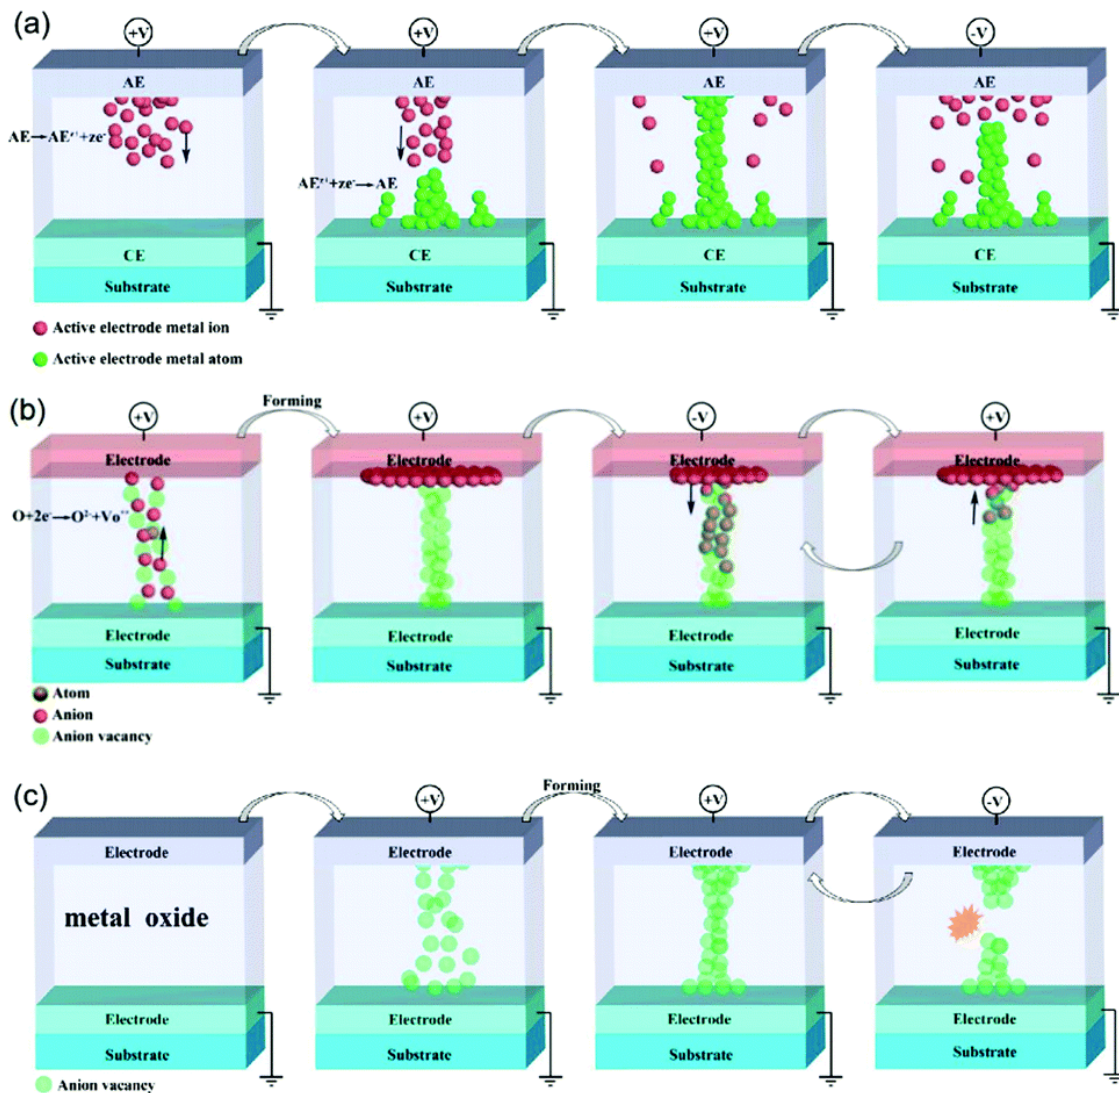 (a)
+V
+V
+V
-V
AE
AE
AE
AE
AE→AEᶻ⁺+ze⁻
AEᶻ⁺+ze⁻→AE
CE
CE
CE
CE
Substrate
Substrate
Substrate
Substrate
Active electrode metal ion
Active electrode metal atom
(b)
Forming
+V
+V
-V
+V
Electrode
Electrode
Electrode
Electrode
O+2e⁻→O²⁻+Vo⁺⁺
Electrode
Electrode
Electrode
Electrode
Substrate
Substrate
Substrate
Substrate
Atom
Anion
Anion vacancy
(c)
Forming
+V
+V
-V
Electrode
Electrode
Electrode
Electrode
metal oxide
Electrode
Electrode
Electrode
Electrode
Substrate
Substrate
Substrate
Substrate
Anion vacancy